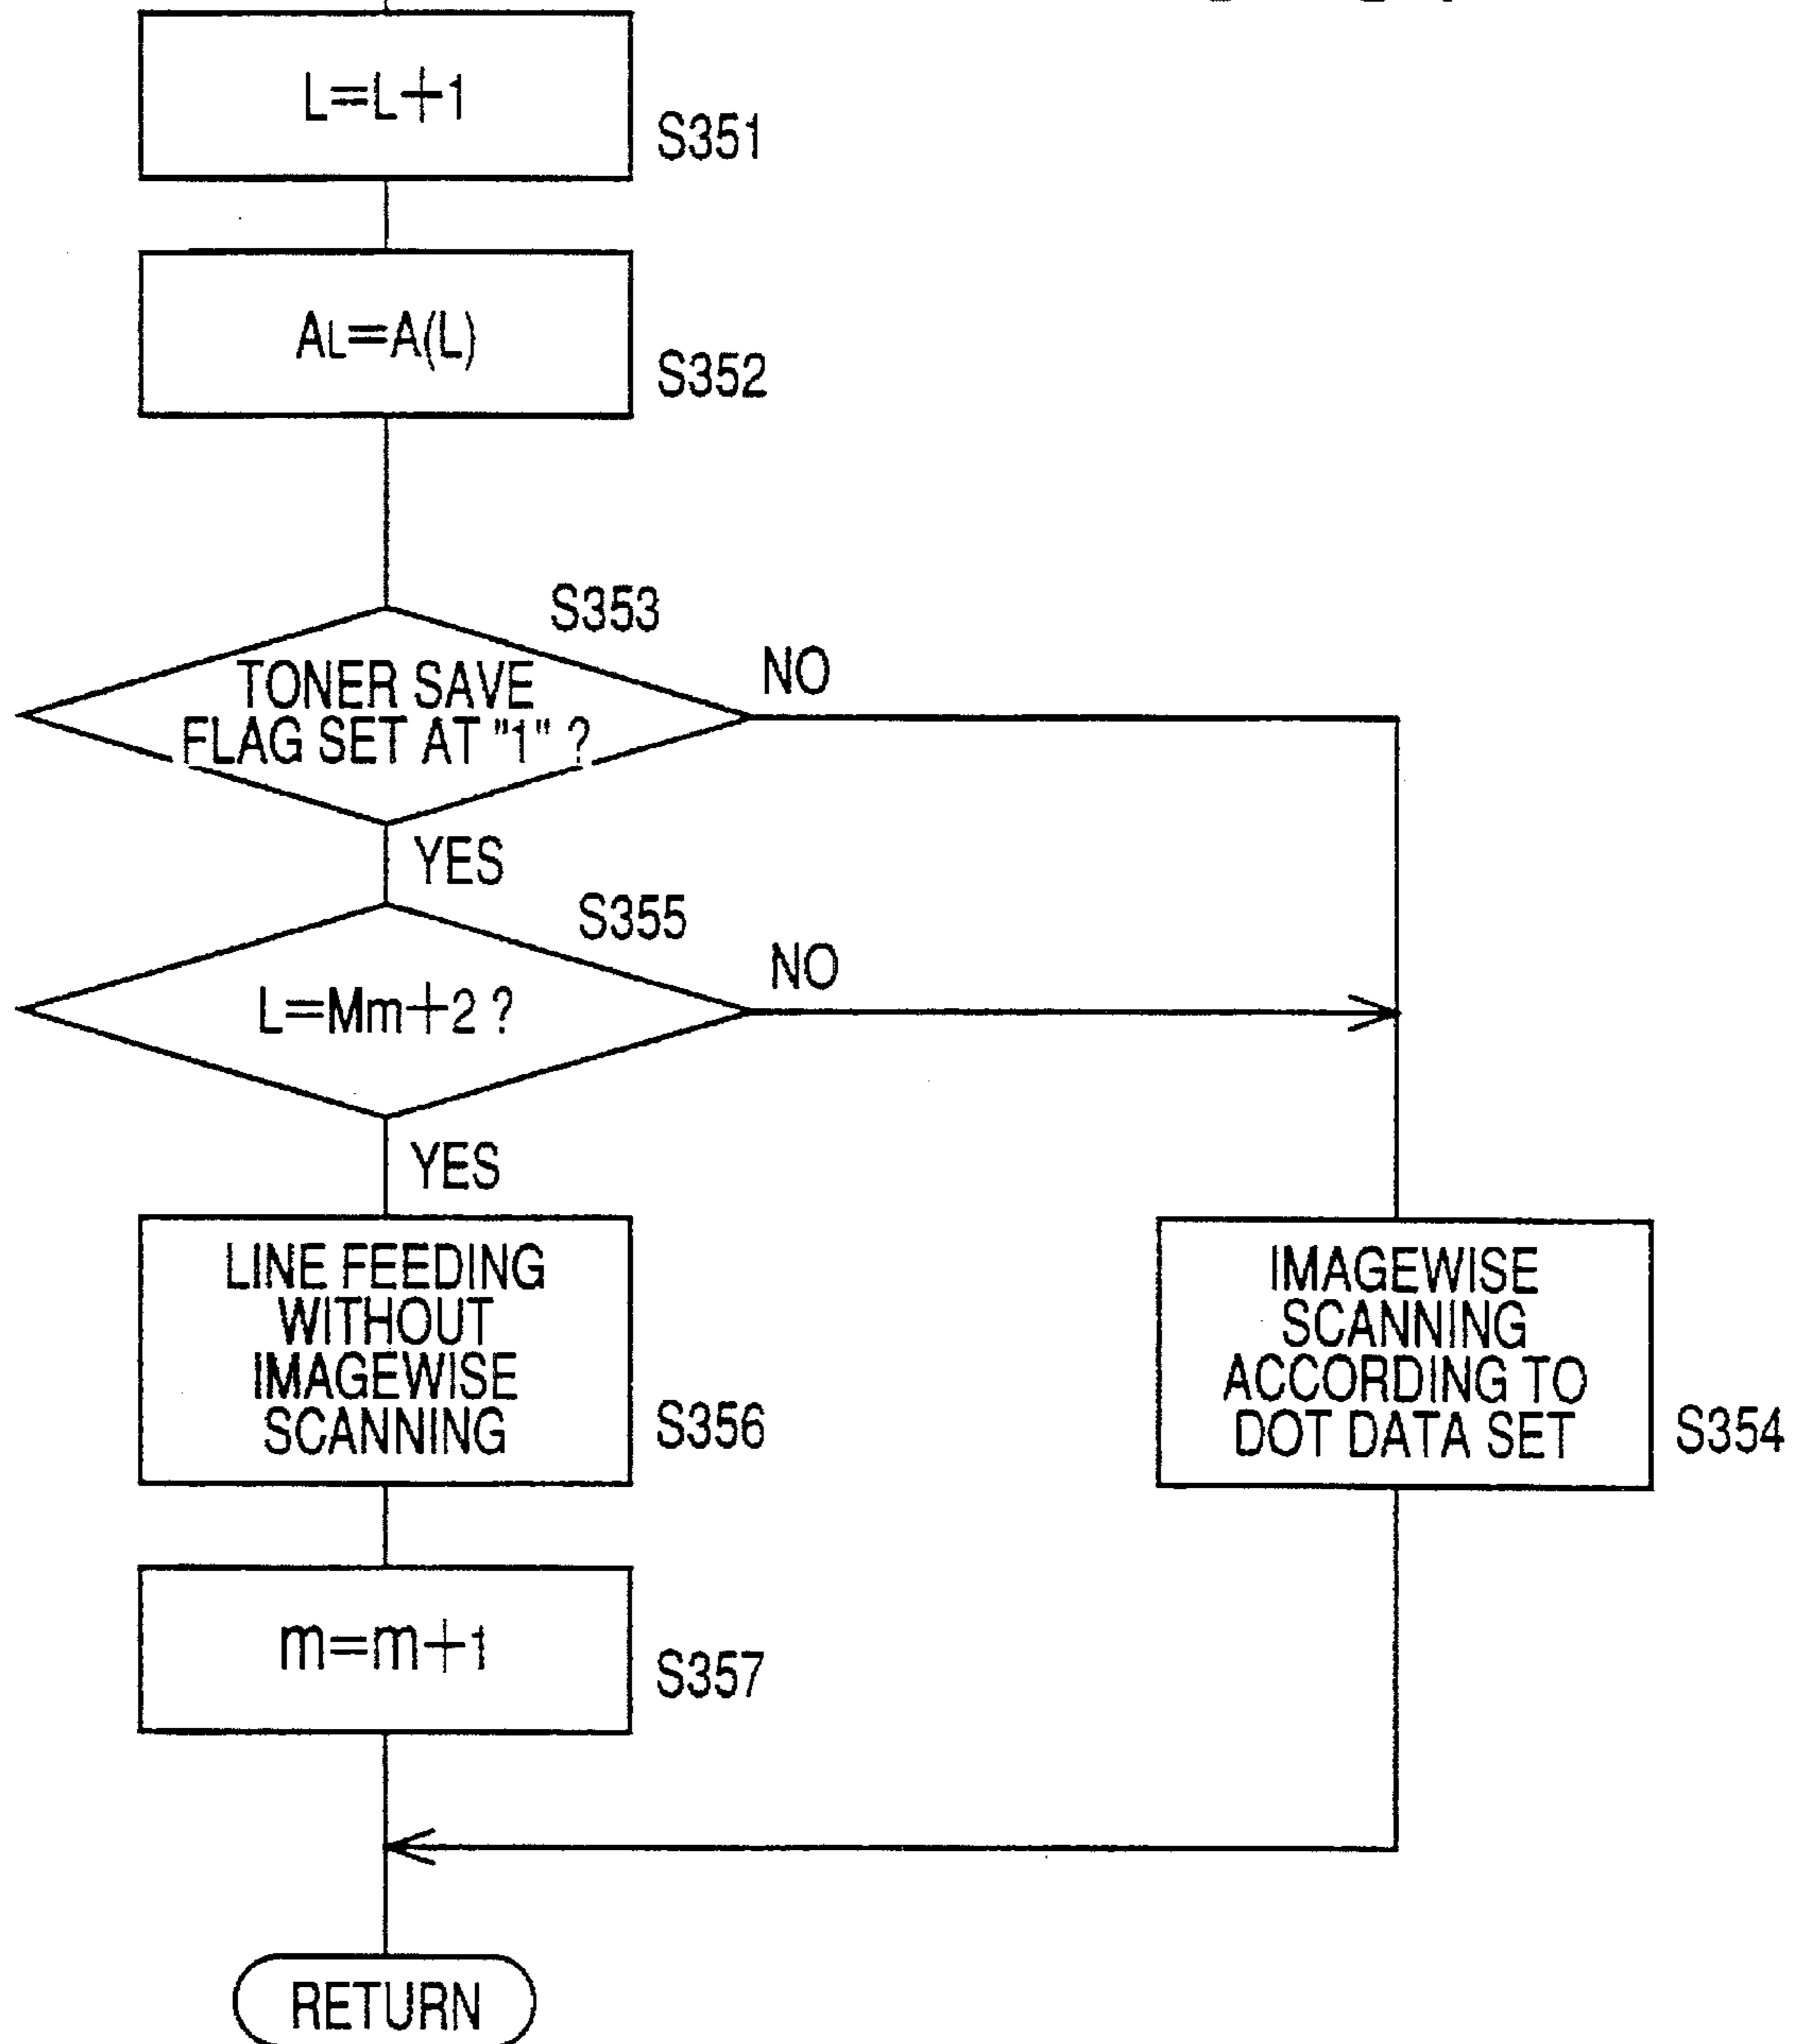 L=L+1
S351
AL=A(L)
S352
S353
TONER SAVE
FLAG SET AT "1" ?
NO
YES
S355
L=Mm+2 ?
NO
YES
LINE FEEDING
WITHOUT
IMAGEWISE
SCANNING
S356
IMAGEWISE
SCANNING
ACCORDING TO
DOT DATA SET
S354
m=m+1
S357
RETURN